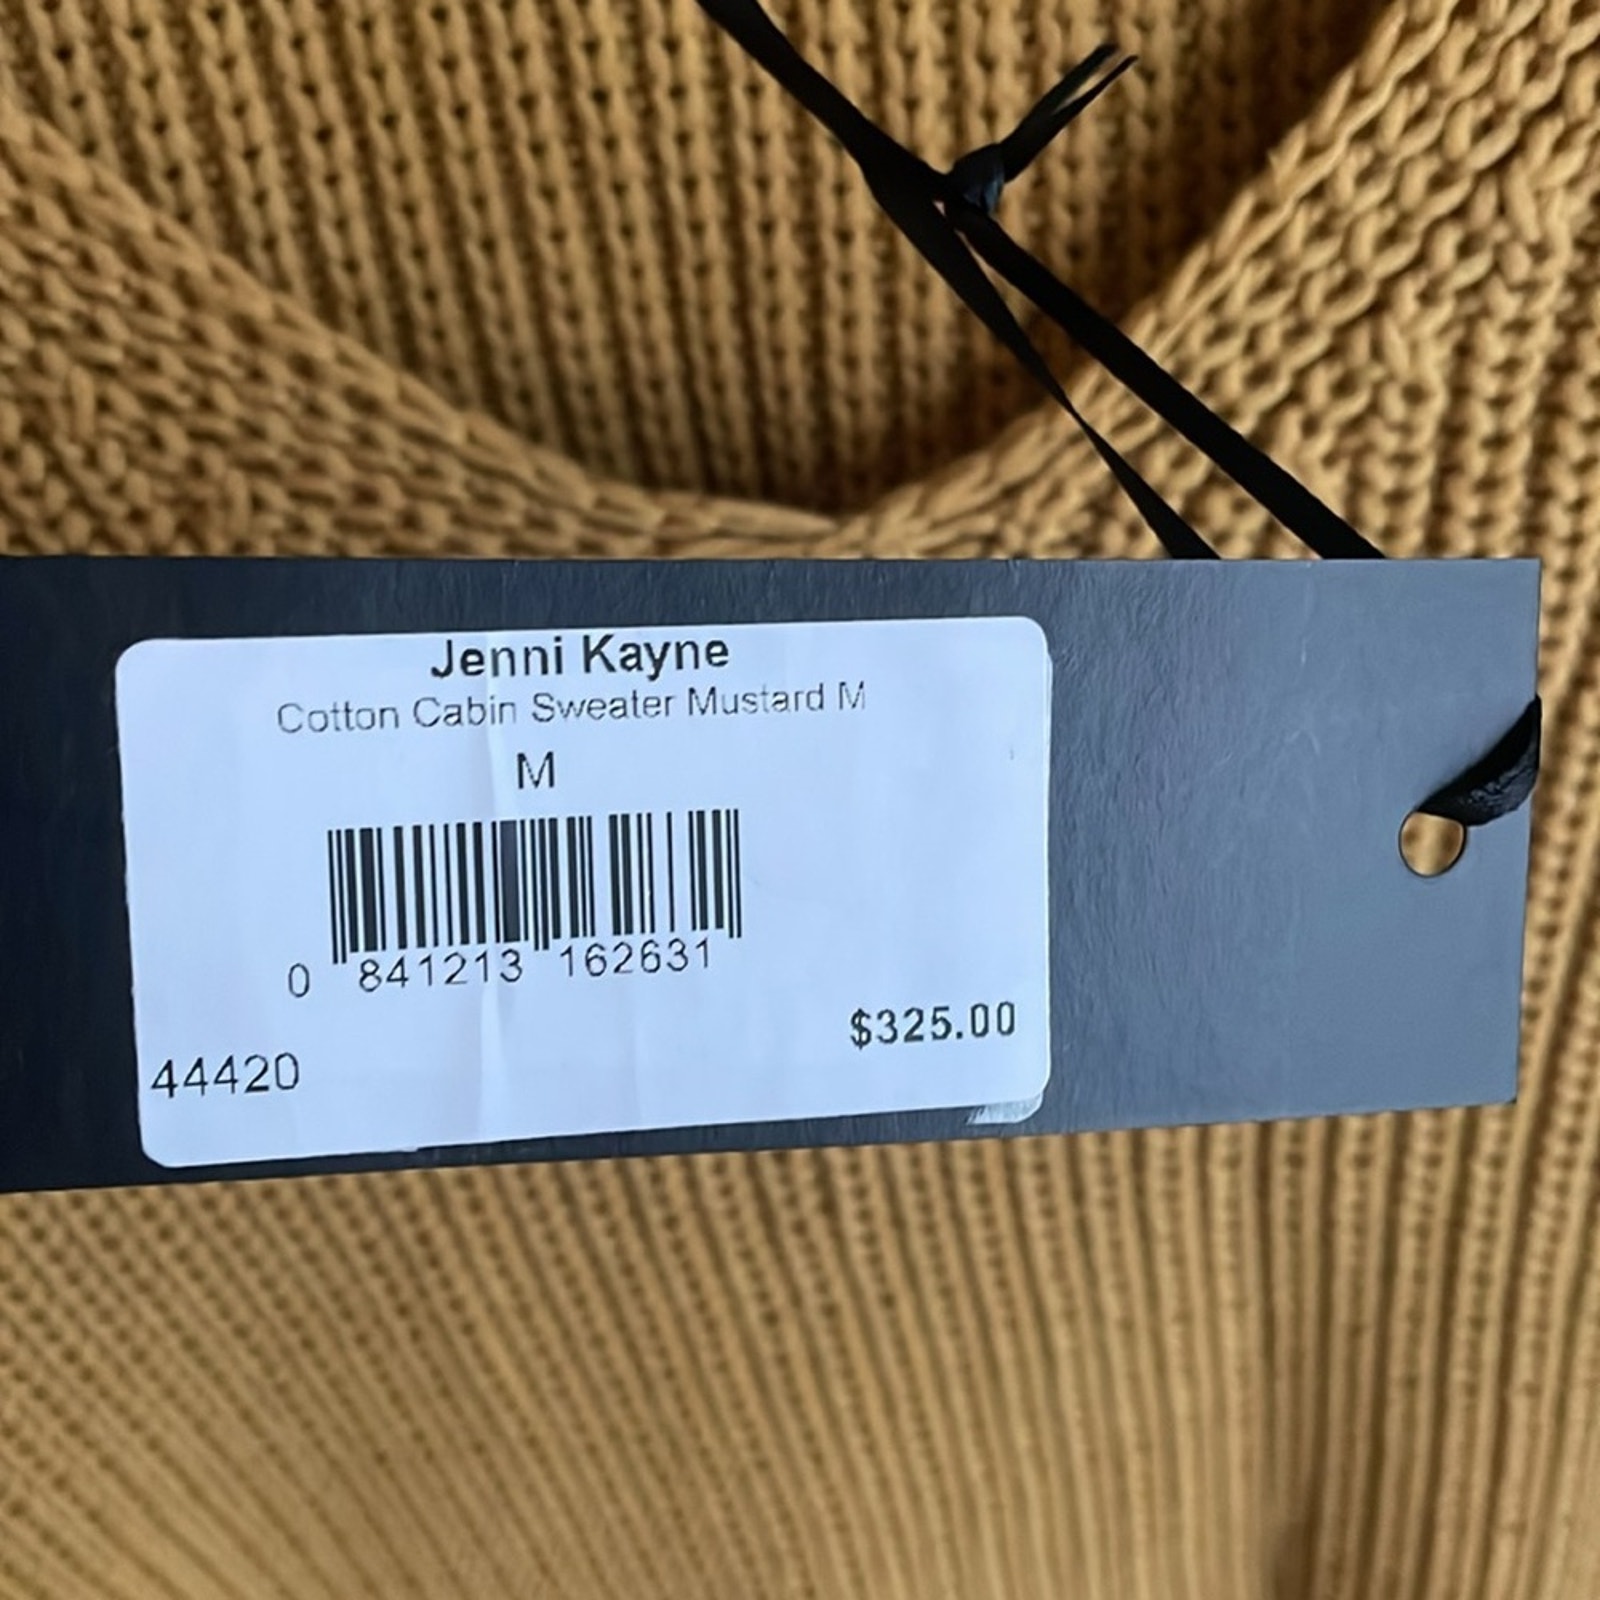 Jenni Kayne
Cotton Cabin Sweater Mustard M
M
0 841213 162631
$325.00
44420